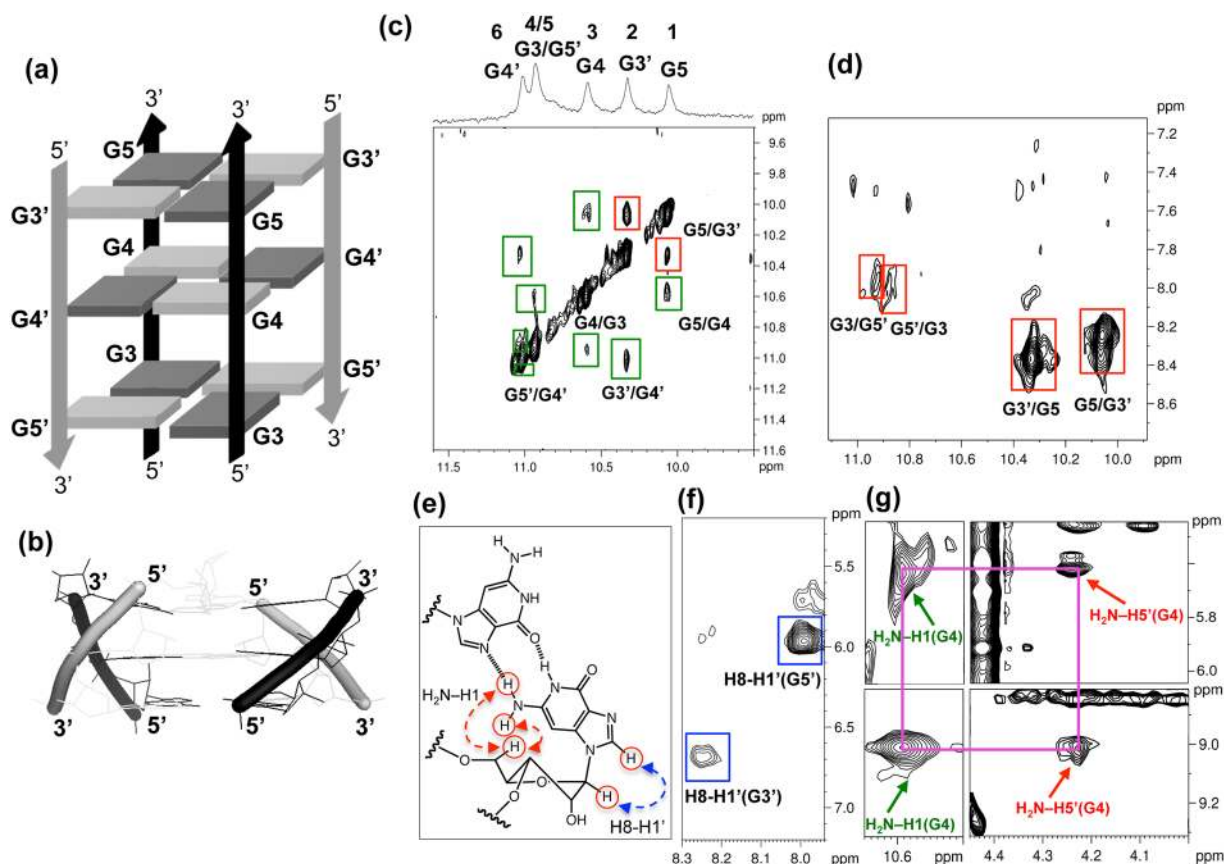 (a)
3' 3' 5'
5' G5 G3'
G3' G5
G4 G4'
G4' G4
G3 G5'
G5' G3
3' 5' 5' 3'
(b)
3' 5' 5' 3'
3' 5' 5' 3'
(c)
6 4/5 3 2 1
G3/G5'
G4' G4 G3' G5
ppm
9.5
10.0
10.2
10.4
10.6
10.8
11.0
11.2
11.4
11.6
G5/G3'
G4/G3
G5/G4
G5'/G4' G3'/G4'
11.5 11.0 10.5 10.0
ppm
(d)
ppm
7.2
7.4
7.6
7.8
8.0
8.2
8.4
8.6
G3/G5'
G5'/G3
G3'/G5 G5/G3'
11.0 10.8 10.6 10.4 10.2 10.0 ppm
(e)
H N H
N NH
N O
N H
H N O
H2N–H1
N
H H N
O H N H
O O H
OH
H8-H1'
(f)
ppm
5.5
6.0
6.5
7.0
H8-H1'(G5')
H8-H1'(G3')
8.3 8.2 8.1 8.0 ppm
(g)
ppm
5.8
6.0
H2N–H1(G4)
H2N–H5'(G4)
ppm
9.0
9.2
H2N–H1(G4)
H2N–H5'(G4)
10.6 ppm 4.4 4.3 4.2 4.1 ppm